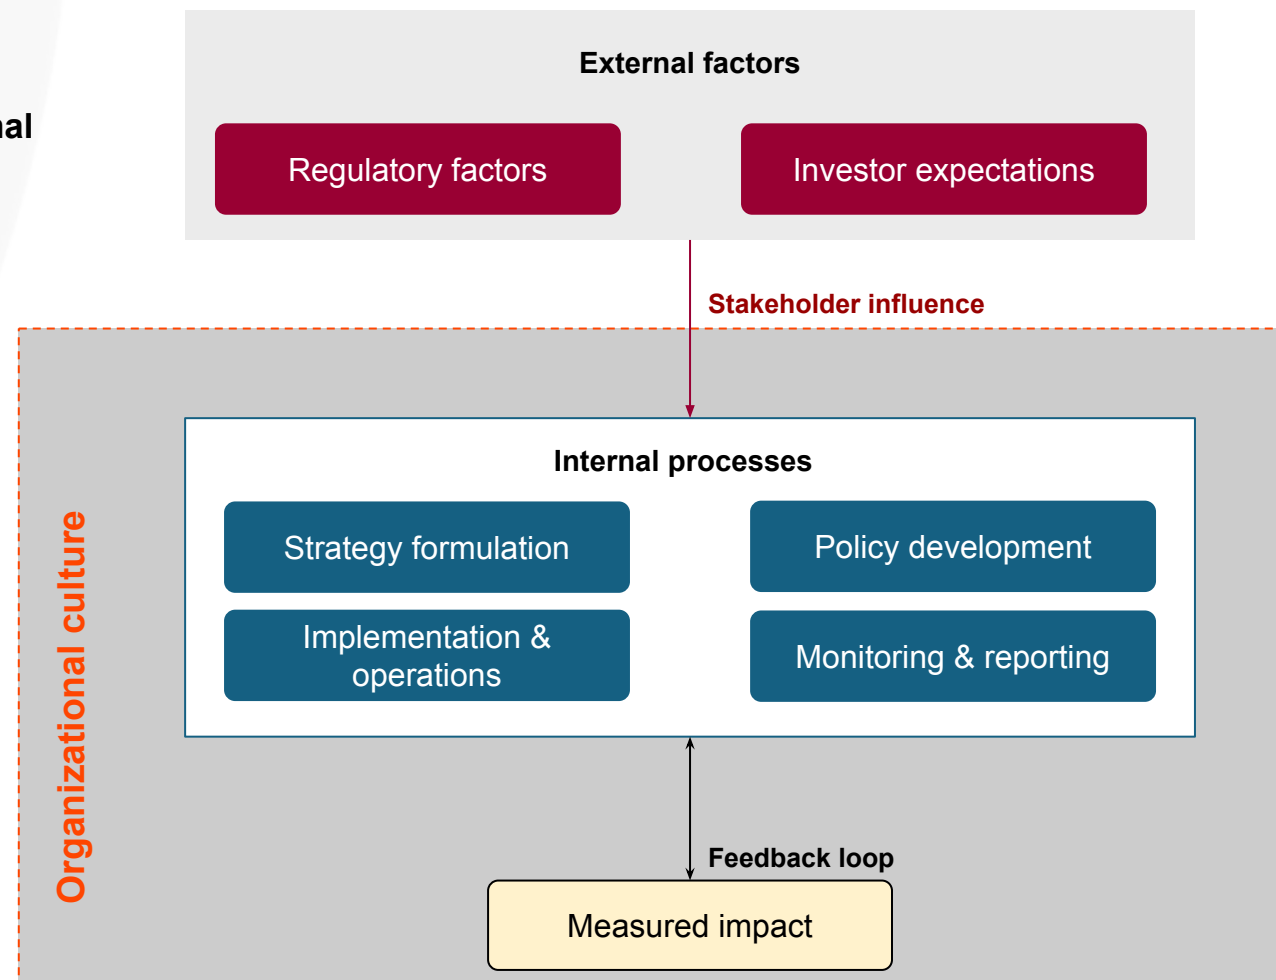 External factors
nal
Regulatory factors
Investor expectations
Stakeholder influence
Internal processes
Strategy formulation
Policy development
Implementation &
operations
Monitoring & reporting
Organizational culture
Feedback loop
Measured impact